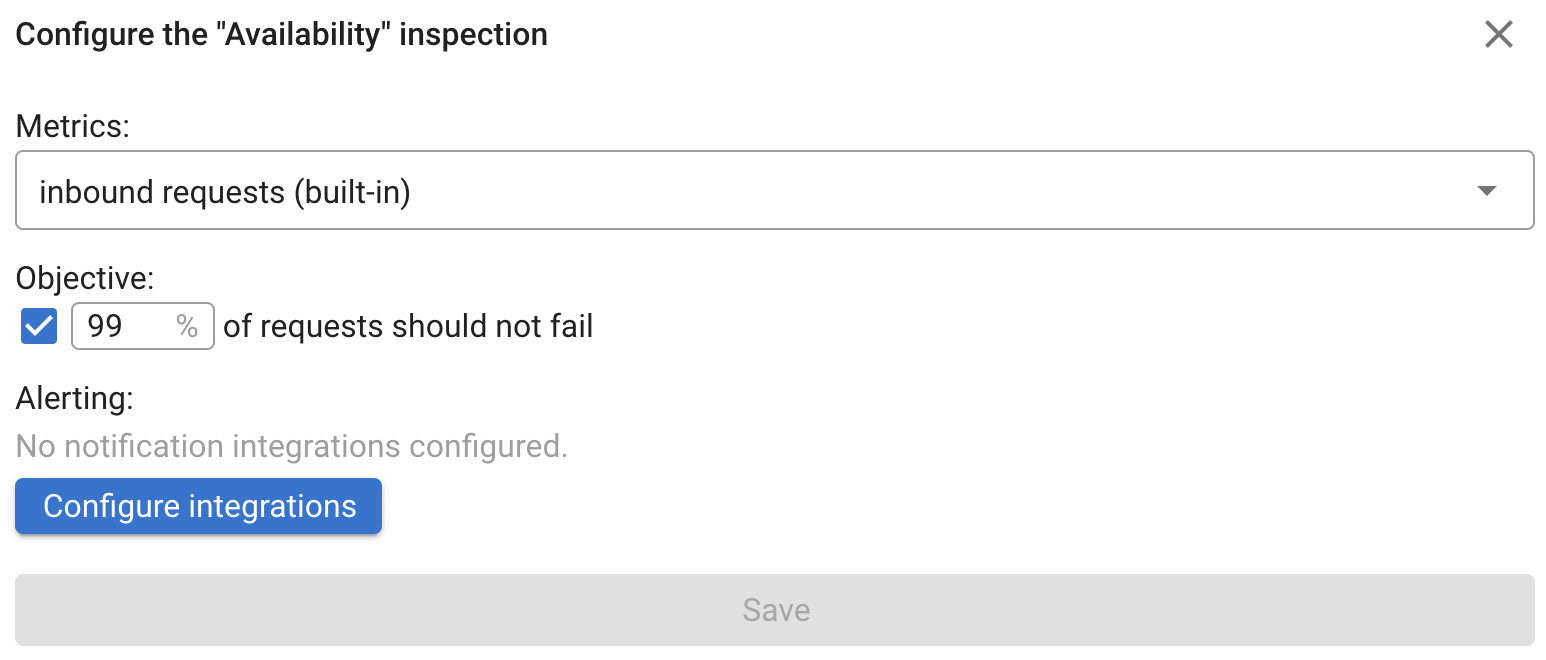 Configure the "Availability" inspection
Metrics:
inbound requests (built-in)
Objective:
99 % of requests should not fail
Alerting:
No notification integrations configured.
Configure integrations
Save